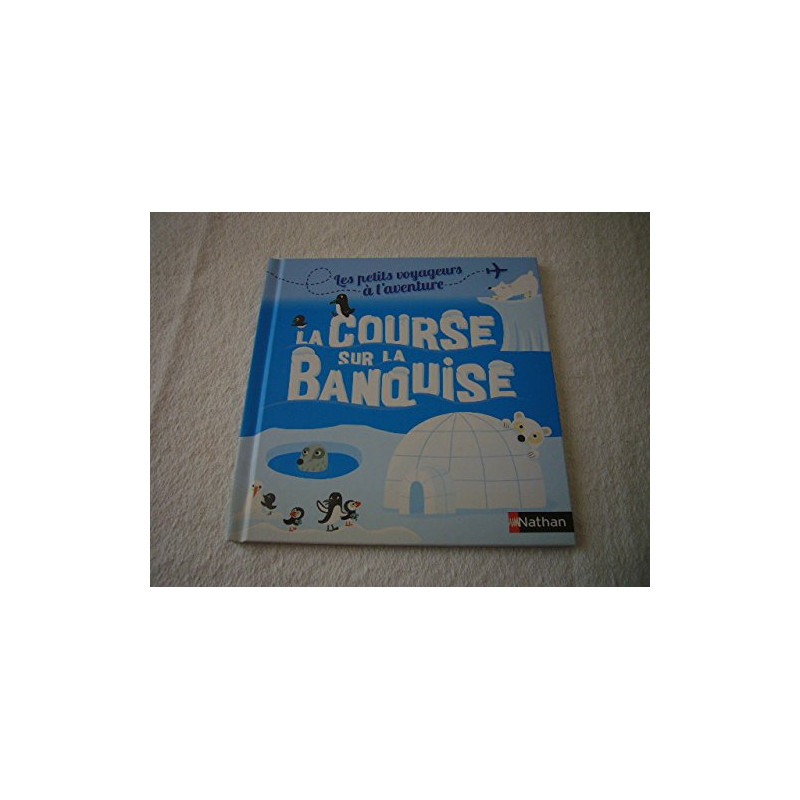 Les petits voyageurs
à l'aventure
LA COURSE
SUR LA
BANQUISE
Nathan